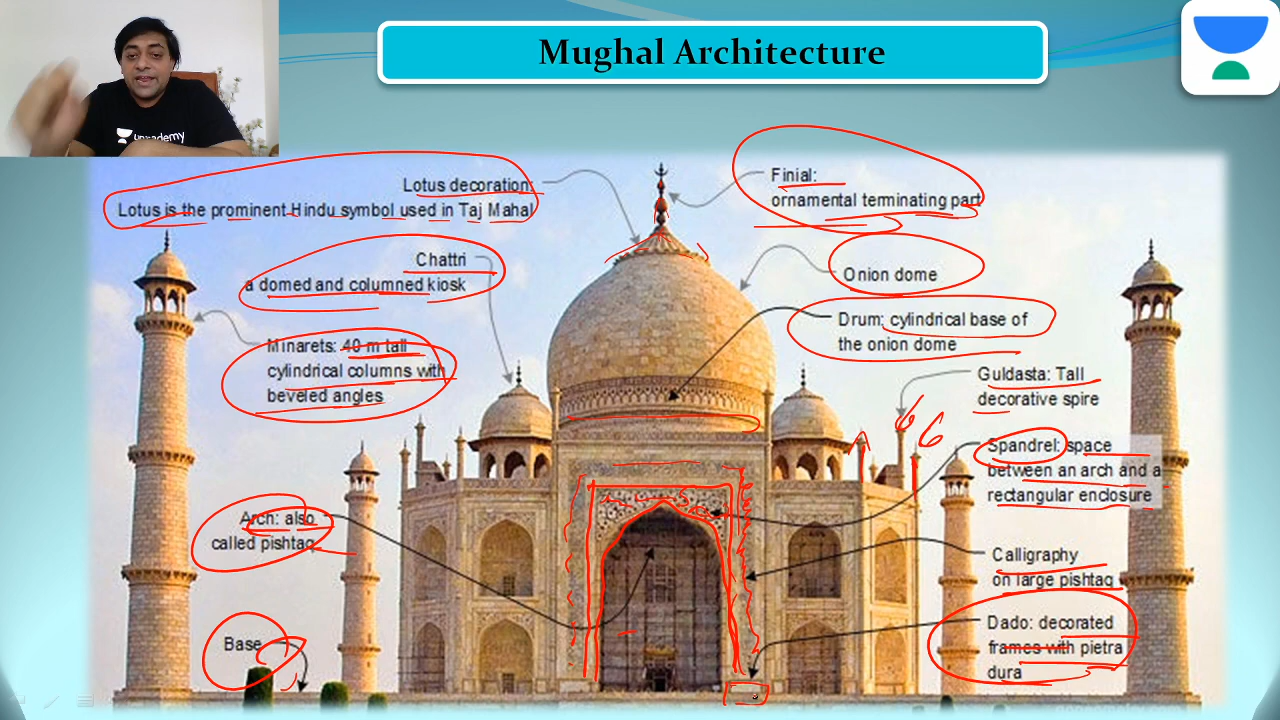 Mughal Architecture
unacademy
Lotus decoration:
Lotus is the prominent Hindu symbol used in Taj Mahal
Finial:
ornamental terminating part
Chattri
a domed and columned kiosk
Onion dome
Minarets: 40 m tall
cylindrical columns with
beveled angles
Drum: cylindrical base of
the onion dome
Guldasta: Tall
decorative spire
Spandrel: space
between an arch and a
rectangular enclosure
Arch: also
called pishtaq
Calligraphy
on large pishtaq
Dado: decorated
frames with pietra
dura
Base